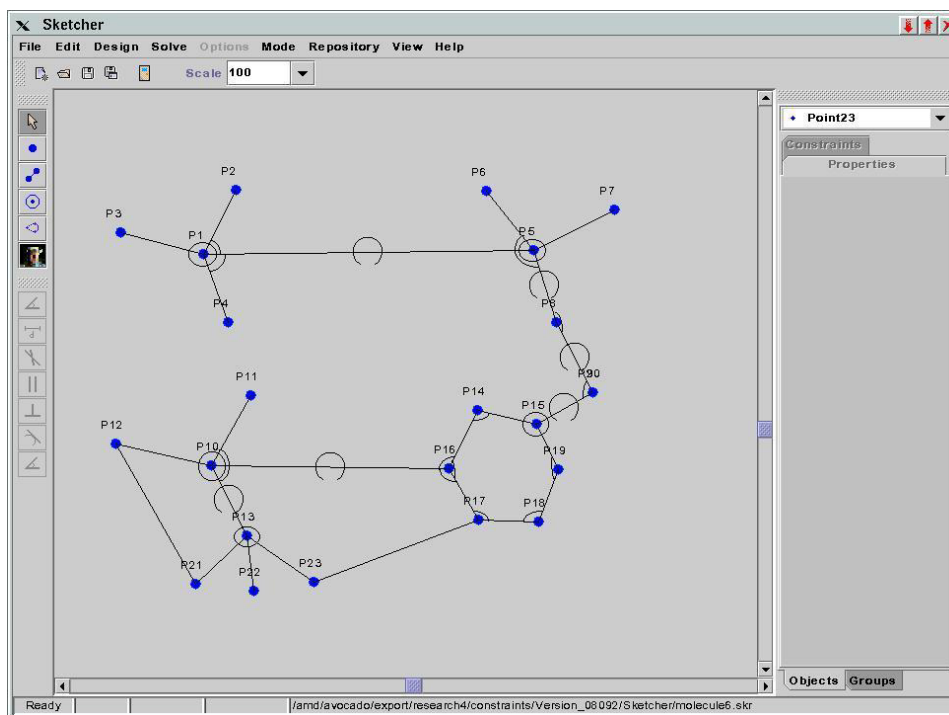 Sketcher
File Edit Design Solve Options Mode Repository View Help
Scale 100
Point23
Constraints
Properties
P2
P6
P7
P3
P1
P5
P4
P8
P11
P14
P15
P12
P10
P16
P19
P13
P17
P18
P21
P22
P23
Objects Groups
Ready
/amd/avocado/export/research4/constraints/Version_08092/Sketcher/molecule6.skr